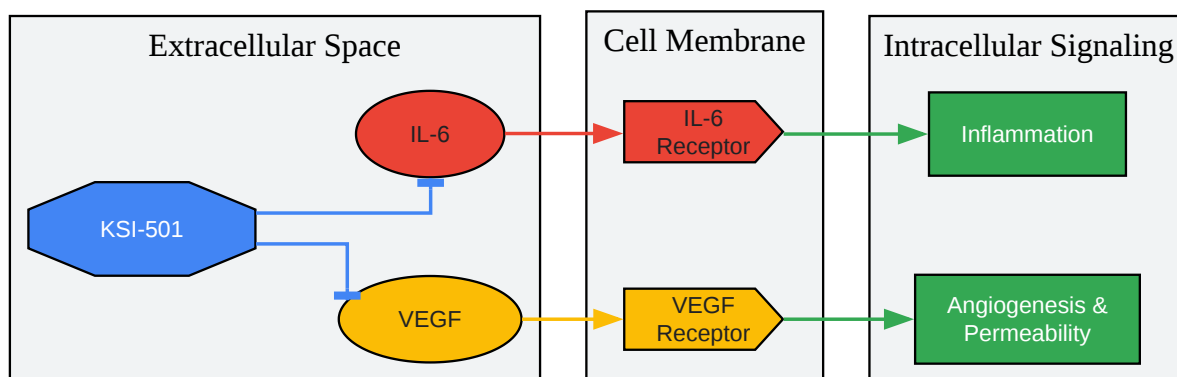 Extracellular Space
Cell Membrane
Intracellular Signaling
IL-6
IL-6
Receptor
Inflammation
KSI-501
VEGF
VEGF
Receptor
Angiogenesis &
Permeability